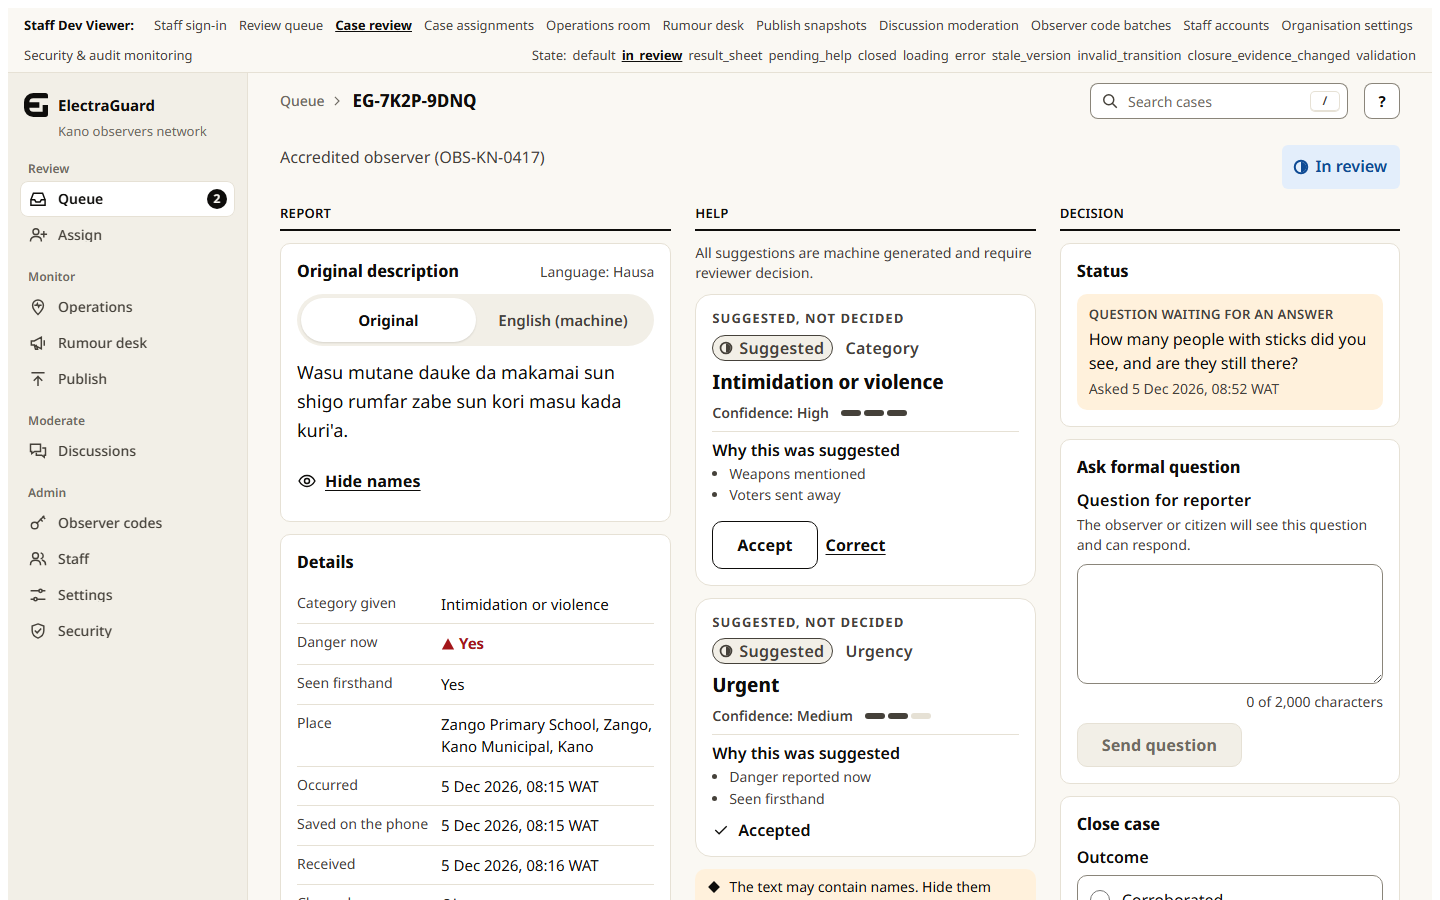 Staff Dev Viewer: Staff sign-in Review queue Case review Case assignments Operations room Rumour desk Publish snapshots Discussion moderation Observer code batches Staff accounts Organisation settings
Security & audit monitoring
State: default in_review result_sheet pending_help closed loading error stale_version invalid_transition closure_evidence_changed validation
ElectraGuard
Kano observers network
Review
Queue 2
Assign
Monitor
Operations
Rumour desk
Publish
Moderate
Discussions
Admin
Observer codes
Staff
Settings
Security
Queue > EG-7K2P-9DNQ
Search cases /
?
Accredited observer (OBS-KN-0417)
In review
REPORT
Original description
Language: Hausa
Original
English (machine)
Wasu mutane dauke da makamai sun
shigo rumfar zabe sun kori masu kada
kuri'a.
Hide names
Details
Category given Intimidation or violence
Danger now Yes
Seen firsthand Yes
Place Zango Primary School, Zango,
Kano Municipal, Kano
Occurred 5 Dec 2026, 08:15 WAT
Saved on the phone 5 Dec 2026, 08:15 WAT
Received 5 Dec 2026, 08:16 WAT
HELP
All suggestions are machine generated and require
reviewer decision.
SUGGESTED, NOT DECIDED
Suggested Category
Intimidation or violence
Confidence: High
Why this was suggested
• Weapons mentioned
• Voters sent away
Accept Correct
SUGGESTED, NOT DECIDED
Suggested Urgency
Urgent
Confidence: Medium
Why this was suggested
• Danger reported now
• Seen firsthand
Accepted
The text may contain names. Hide them
DECISION
Status
QUESTION WAITING FOR AN ANSWER
How many people with sticks did you
see, and are they still there?
Asked 5 Dec 2026, 08:52 WAT
Ask formal question
Question for reporter
The observer or citizen will see this question
and can respond.
0 of 2,000 characters
Send question
Close case
Outcome
Corroborated